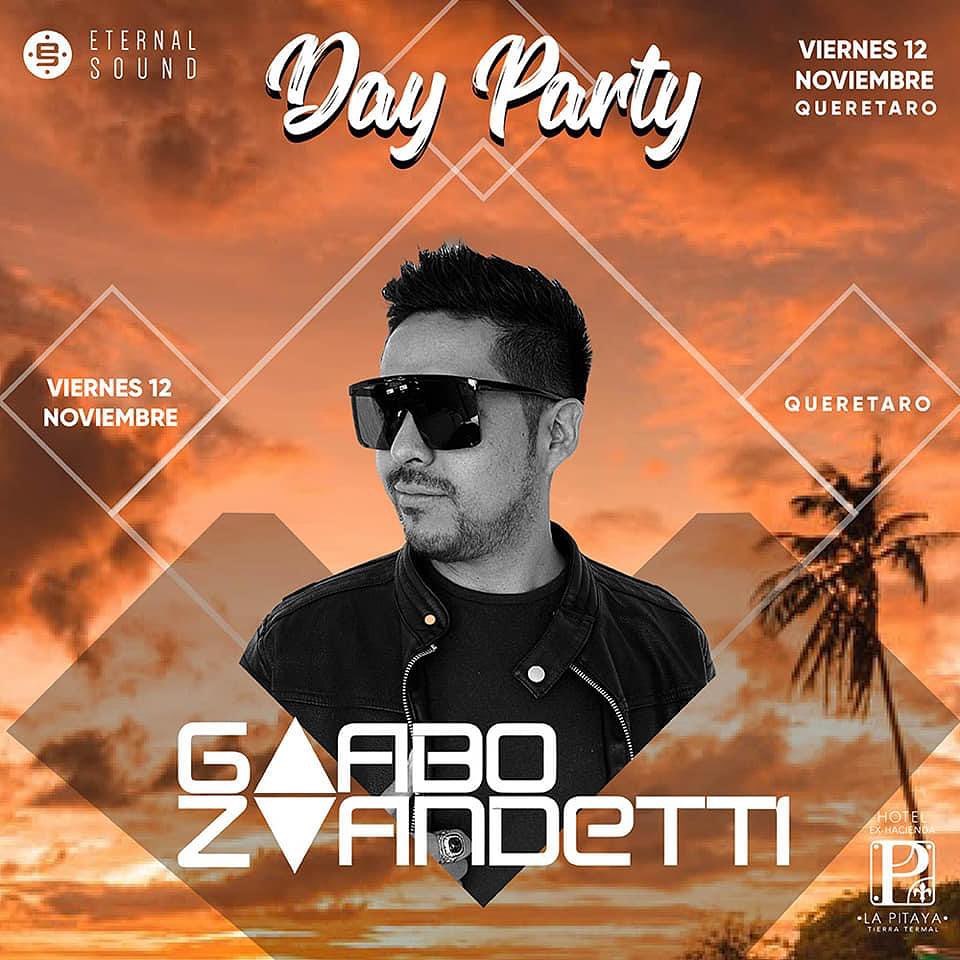 ETERNAL
SOUND
Day Party
VIERNES 12
NOVIEMBRE
QUERETARO
VIERNES 12
NOVIEMBRE
QUERETARO
GABO
ZANDETTI
HOTEL
EX-HACIENDA
P
•LA PITAYA•
TIERRA TERMAL